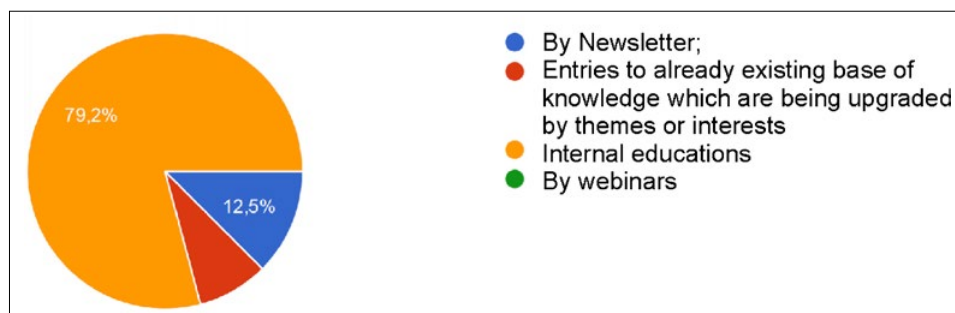 79,2%
12,5%
By Newsletter;
Entries to already existing base of
knowledge which are being upgraded
by themes or interests
Internal educations
By webinars